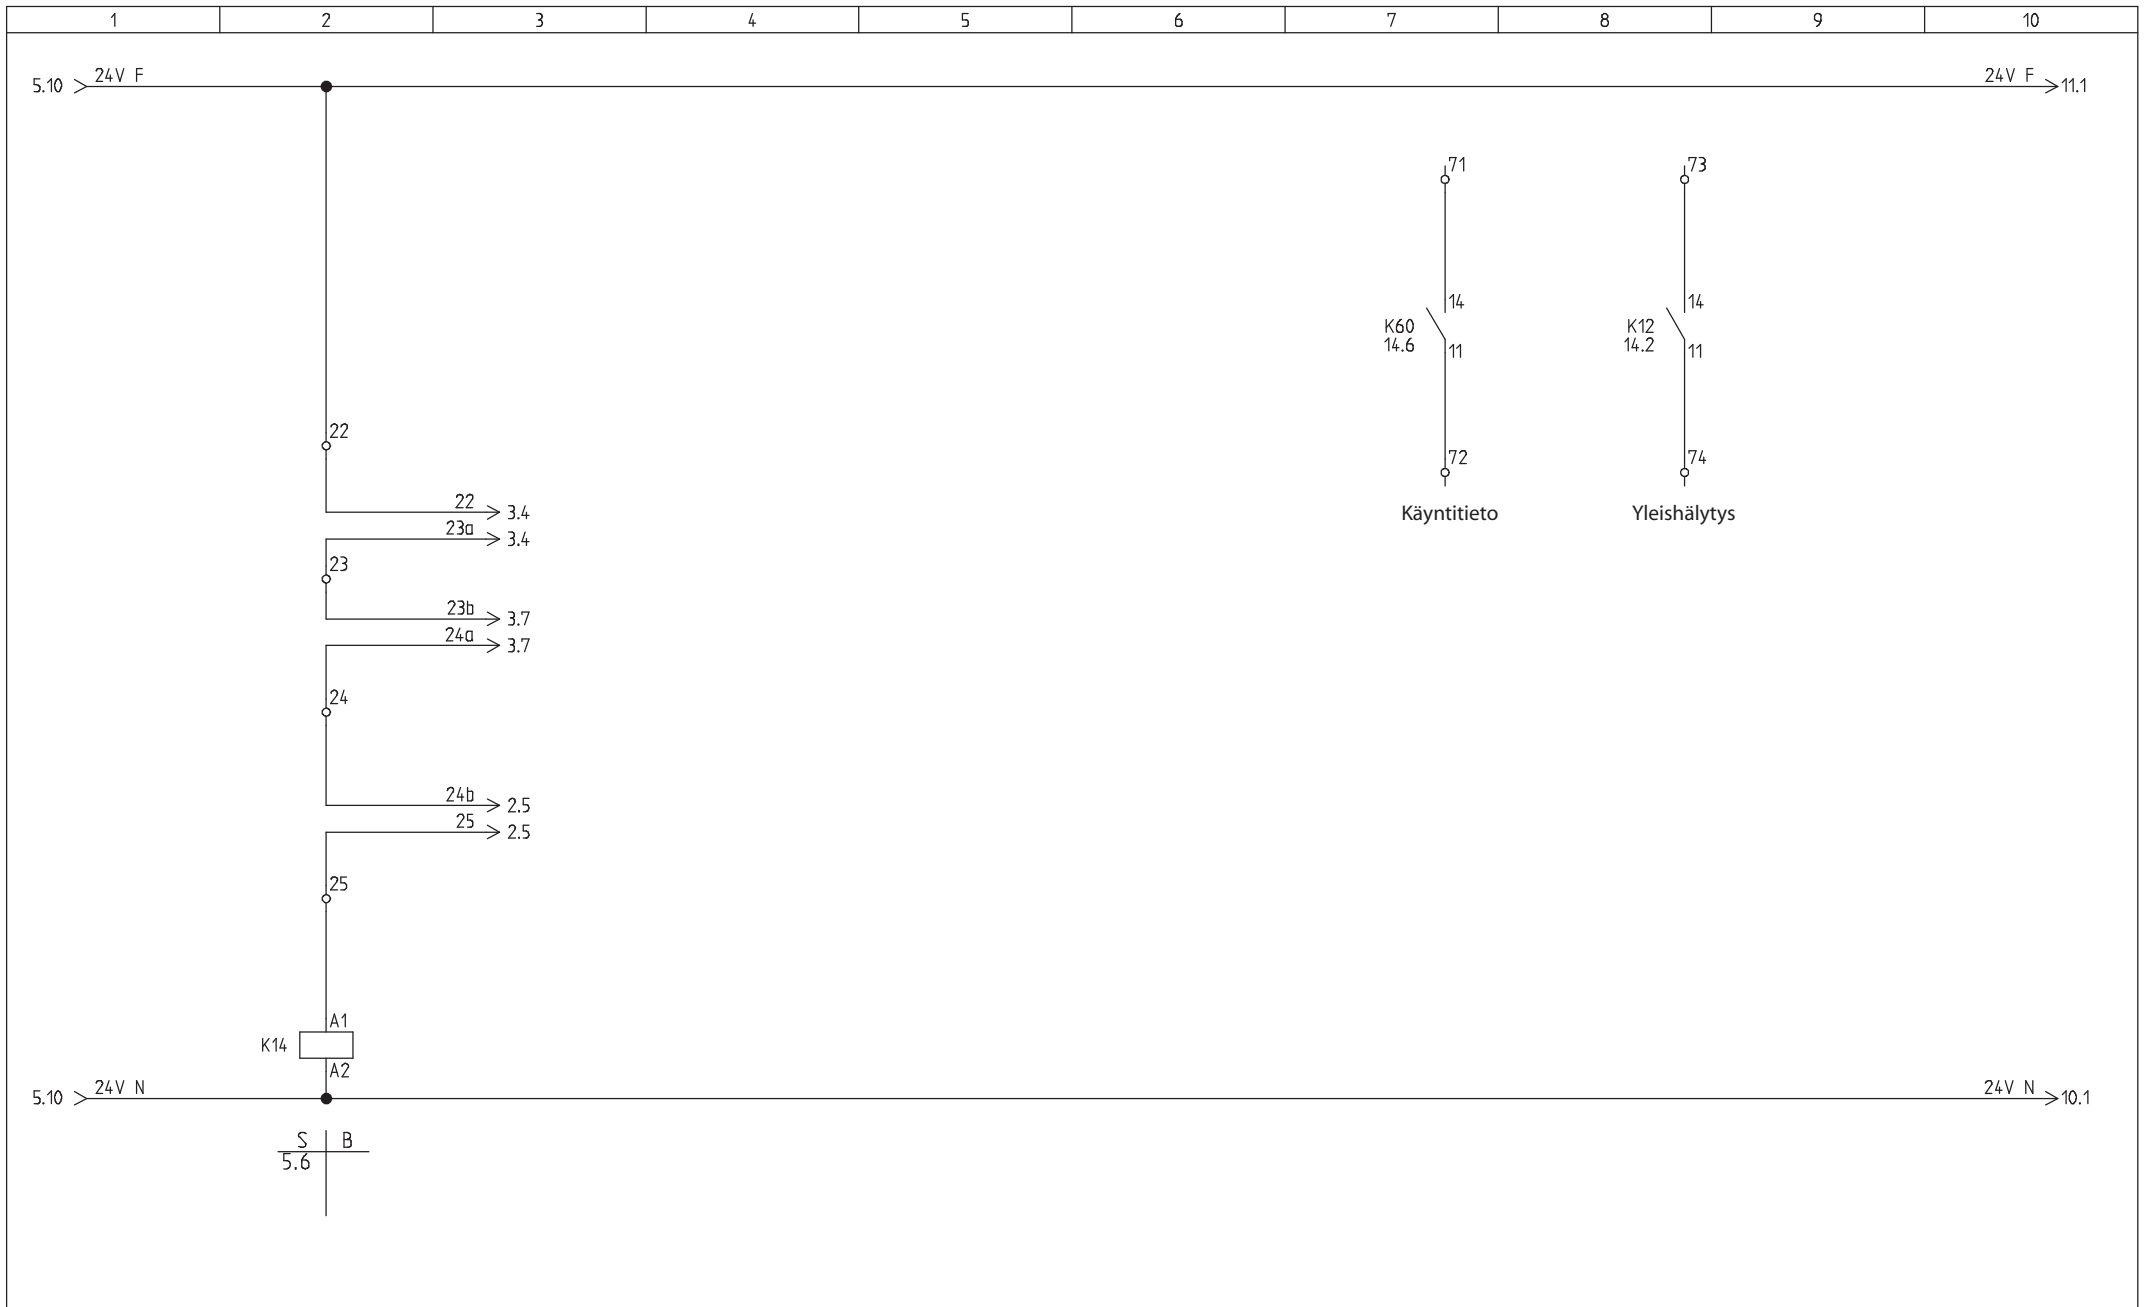 1 2 3 4 5 6 7 8 9 10
5.10 24V F 24V F 11.1
71 73
14 14
K60 K12
14.6 14.2
11 11
22
72 74
22 3.4
Käyntitieto Yleishälytys
23a 3.4
23
23b 3.7
24a 3.7
24
24b 2.5
25 2.5
25
A1
K14
A2
5.10 24V N 24V N 10.1
S B
5.6